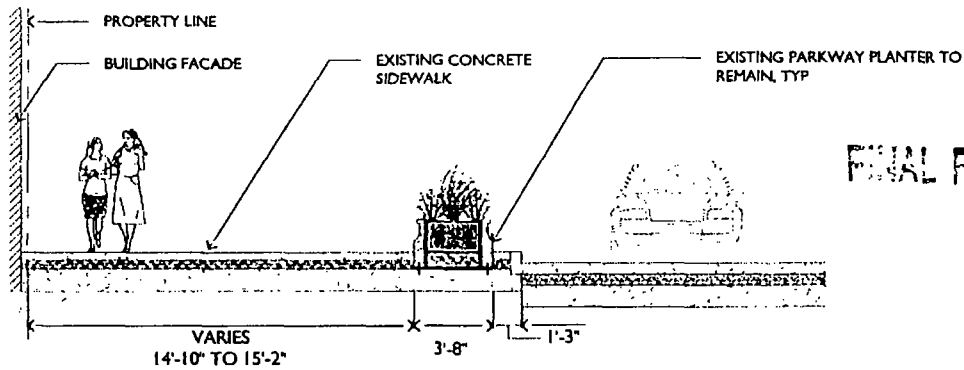 PROPERTY LINE
BUILDING FACADE
EXISTING CONCRETE
SIDEWALK
EXISTING PARKWAY PLANTER TO
REMAIN, TYP
FINAL
VARIES
14'-10" TO 15'-2"
3'-8"
1'-3"